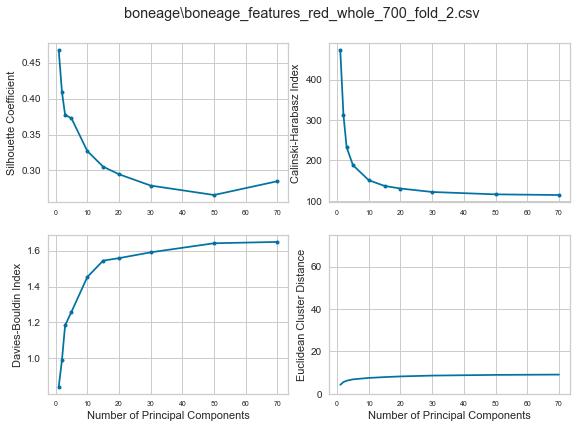 boneage\boneage_features_red_whole_700_fold_2.csv
Silhouette Coefficient
0.45
0.40
0.35
0.30
0 10 20 30 40 50 60 70
Calinski-Harabasz Index
400
300
200
100
0 10 20 30 40 50 60 70
Davies-Bouldin Index
1.6
1.4
1.2
1.0
0 10 20 30 40 50 60 70
Number of Principal Components
Euclidean Cluster Distance
60
40
20
0
0 10 20 30 40 50 60 70
Number of Principal Components